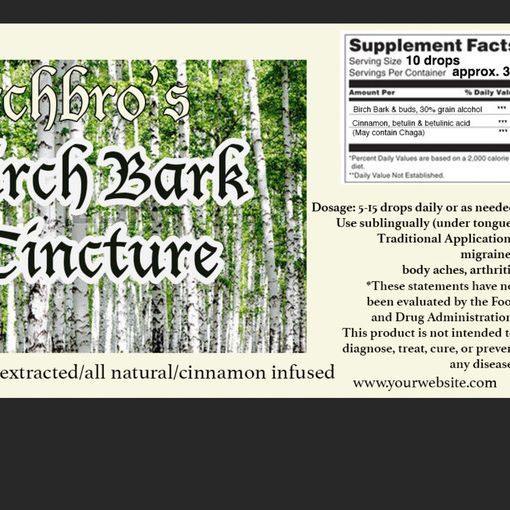 rchbro's
irch Bark
Tincture
extracted/all natural/cinnamon infused
Supplement Facts
Serving Size 10 drops
Servings Per Container approx. 3
Amount Per % Daily Valu
Birch Bark & buds, 30% grain alcohol ***
Cinnamon, betulin & betulinic acid ***
(May contain Chaga) ***
*Percent Daily Values are based on a 2,000 calorie
diet.
**Daily Value Not Established.
Dosage: 5-15 drops daily or as neede
Use sublingually (under tongue
Traditional Application
migraine
body aches, arthriti
*These statements have no
been evaluated by the Foo
and Drug Administration
This product is not intended t
diagnose, treat, cure, or preven
any disease
www.yourwebsite.com